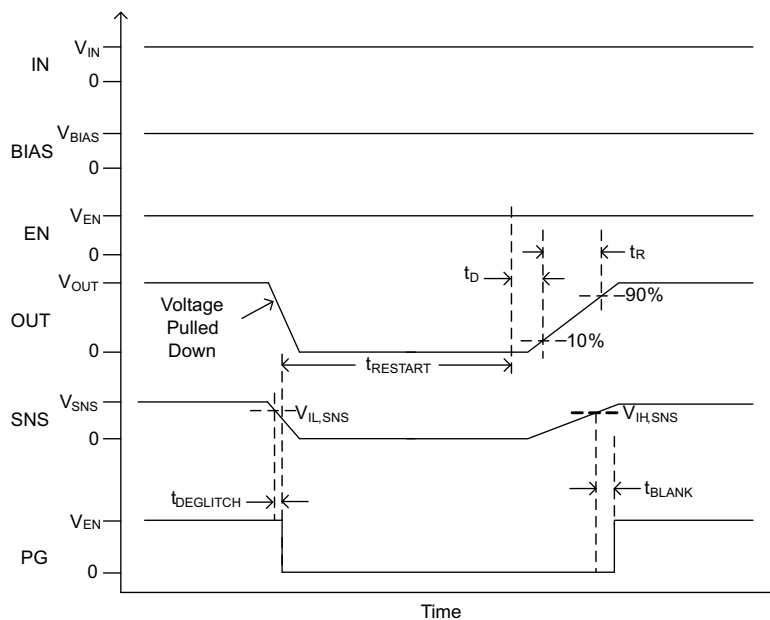 V_IN
IN
0
V_BIAS
BIAS
0
V_EN
EN
0
t_R
t_D
V_OUT
90%
Voltage
Pulled
Down
OUT
10%
0
t_RESTART
V_SNS
V_IL,SNS
V_IH,SNS
SNS
0
t_DEGLITCH
t_BLANK
V_EN
PG
0
Time